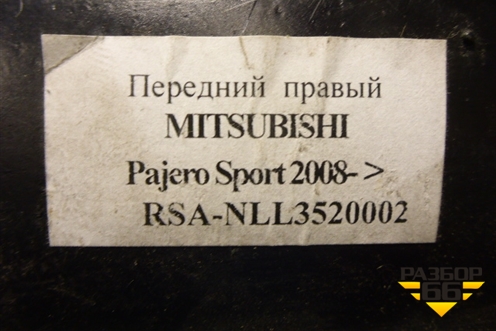 Передний правый
MITSUBISHI
Pajero Sport 2008->
RSA-NLL3520002
РАЗБОР
66